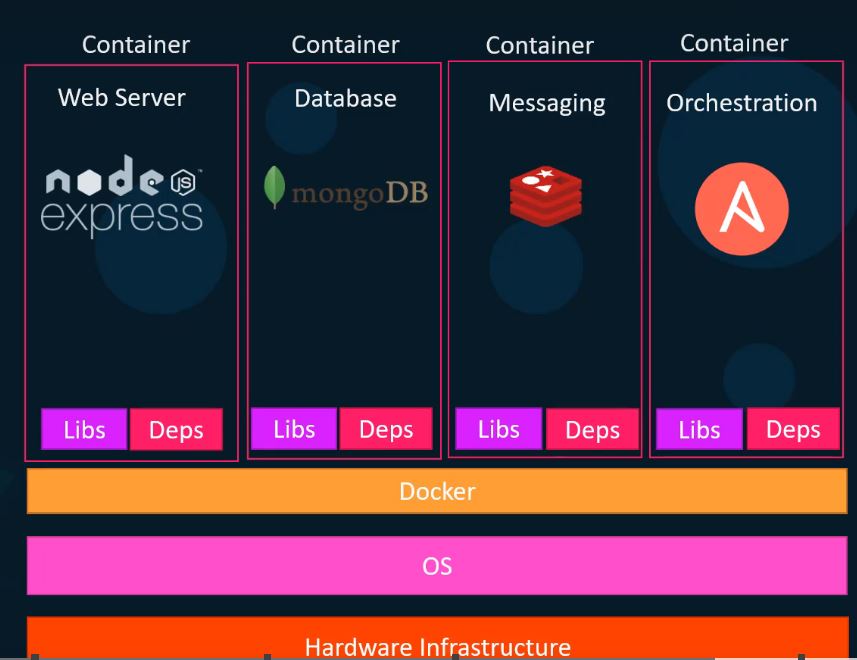 Container
Container
Container
Container
Web Server
Database
Messaging
Orchestration
node JS
express
mongoDB
Libs
Deps
Libs
Deps
Libs
Deps
Libs
Deps
Docker
OS
Hardware Infrastructure